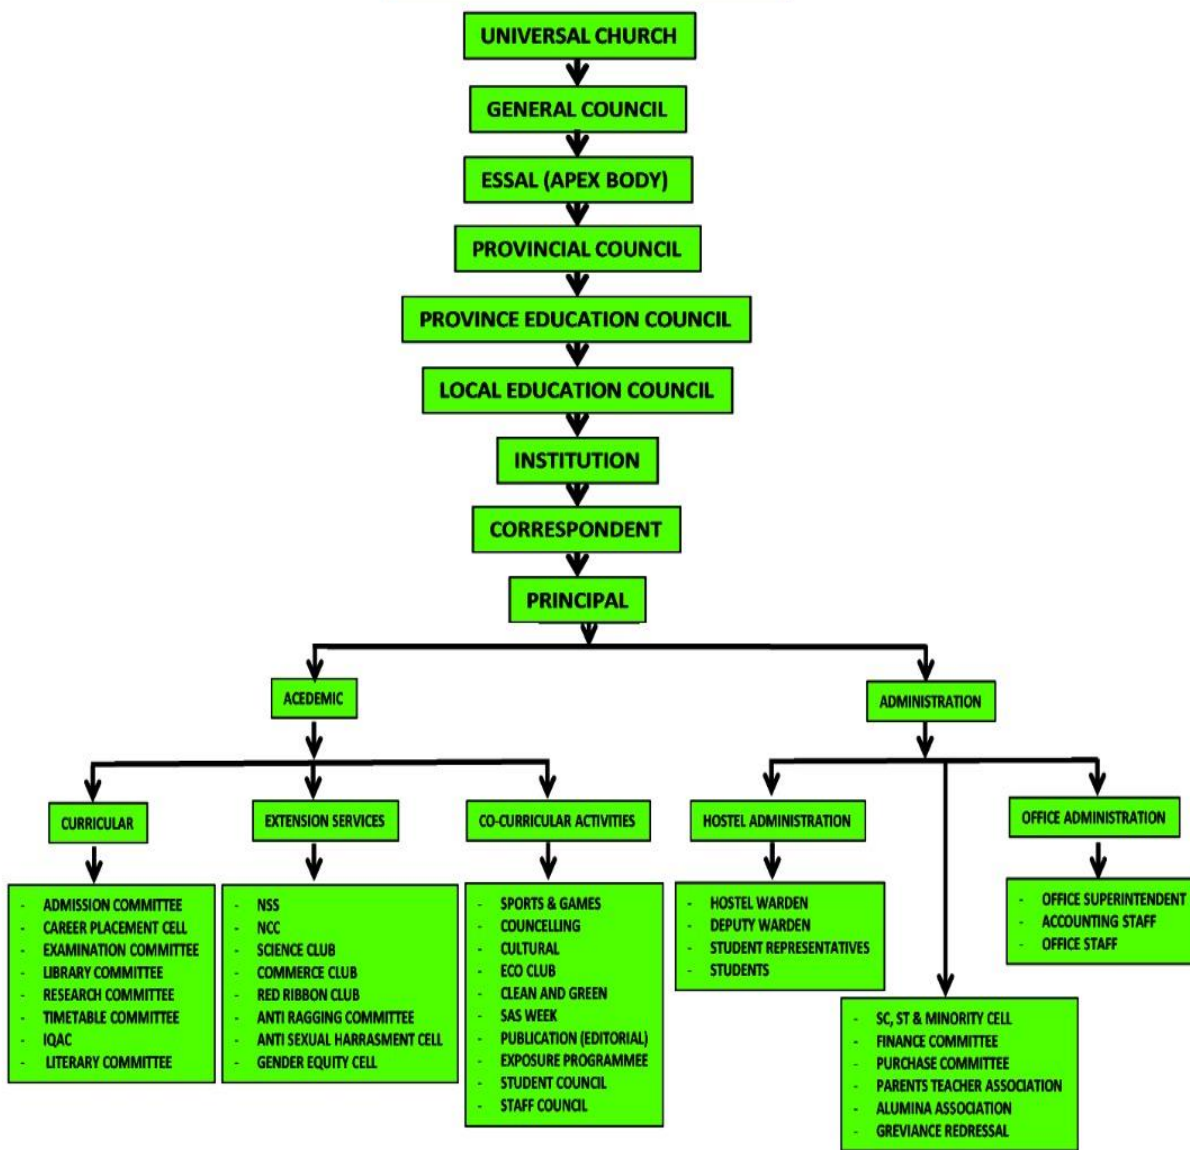 UNIVERSAL CHURCH
GENERAL COUNCIL
ESSAL (APEX BODY)
PROVINCIAL COUNCIL
PROVINCE EDUCATION COUNCIL
LOCAL EDUCATION COUNCIL
INSTITUTION
CORRESPONDENT
PRINCIPAL
ACEDEMIC
ADMINISTRATION
CURRICULAR
EXTENSION SERVICES
CO-CURRICULAR ACTIVITIES
HOSTEL ADMINISTRATION
OFFICE ADMINISTRATION
- ADMISSION COMMITTEE
- CAREER PLACEMENT CELL
- EXAMINATION COMMITTEE
- LIBRARY COMMITTEE
- RESEARCH COMMITTEE
- TIMETABLE COMMITTEE
- IQAC
- LITERARY COMMITTEE
- NSS
- NCC
- SCIENCE CLUB
- COMMERCE CLUB
- RED RIBBON CLUB
- ANTI RAGGING COMMITTEE
- ANTI SEXUAL HARRASMENT CELL
- GENDER EQUITY CELL
- SPORTS & GAMES
- COUNCELLING
- CULTURAL
- ECO CLUB
- CLEAN AND GREEN
- SAS WEEK
- PUBLICATION (EDITORIAL)
- EXPOSURE PROGRAMMEE
- STUDENT COUNCIL
- STAFF COUNCIL
- HOSTEL WARDEN
- DEPUTY WARDEN
- STUDENT REPRESENTATIVES
- STUDENTS
- SC, ST & MINORITY CELL
- FINANCE COMMITTEE
- PURCHASE COMMITTEE
- PARENTS TEACHER ASSOCIATION
- ALUMINA ASSOCIATION
- GREVIANCE REDRESSAL
- OFFICE SUPERINTENDENT
- ACCOUNTING STAFF
- OFFICE STAFF